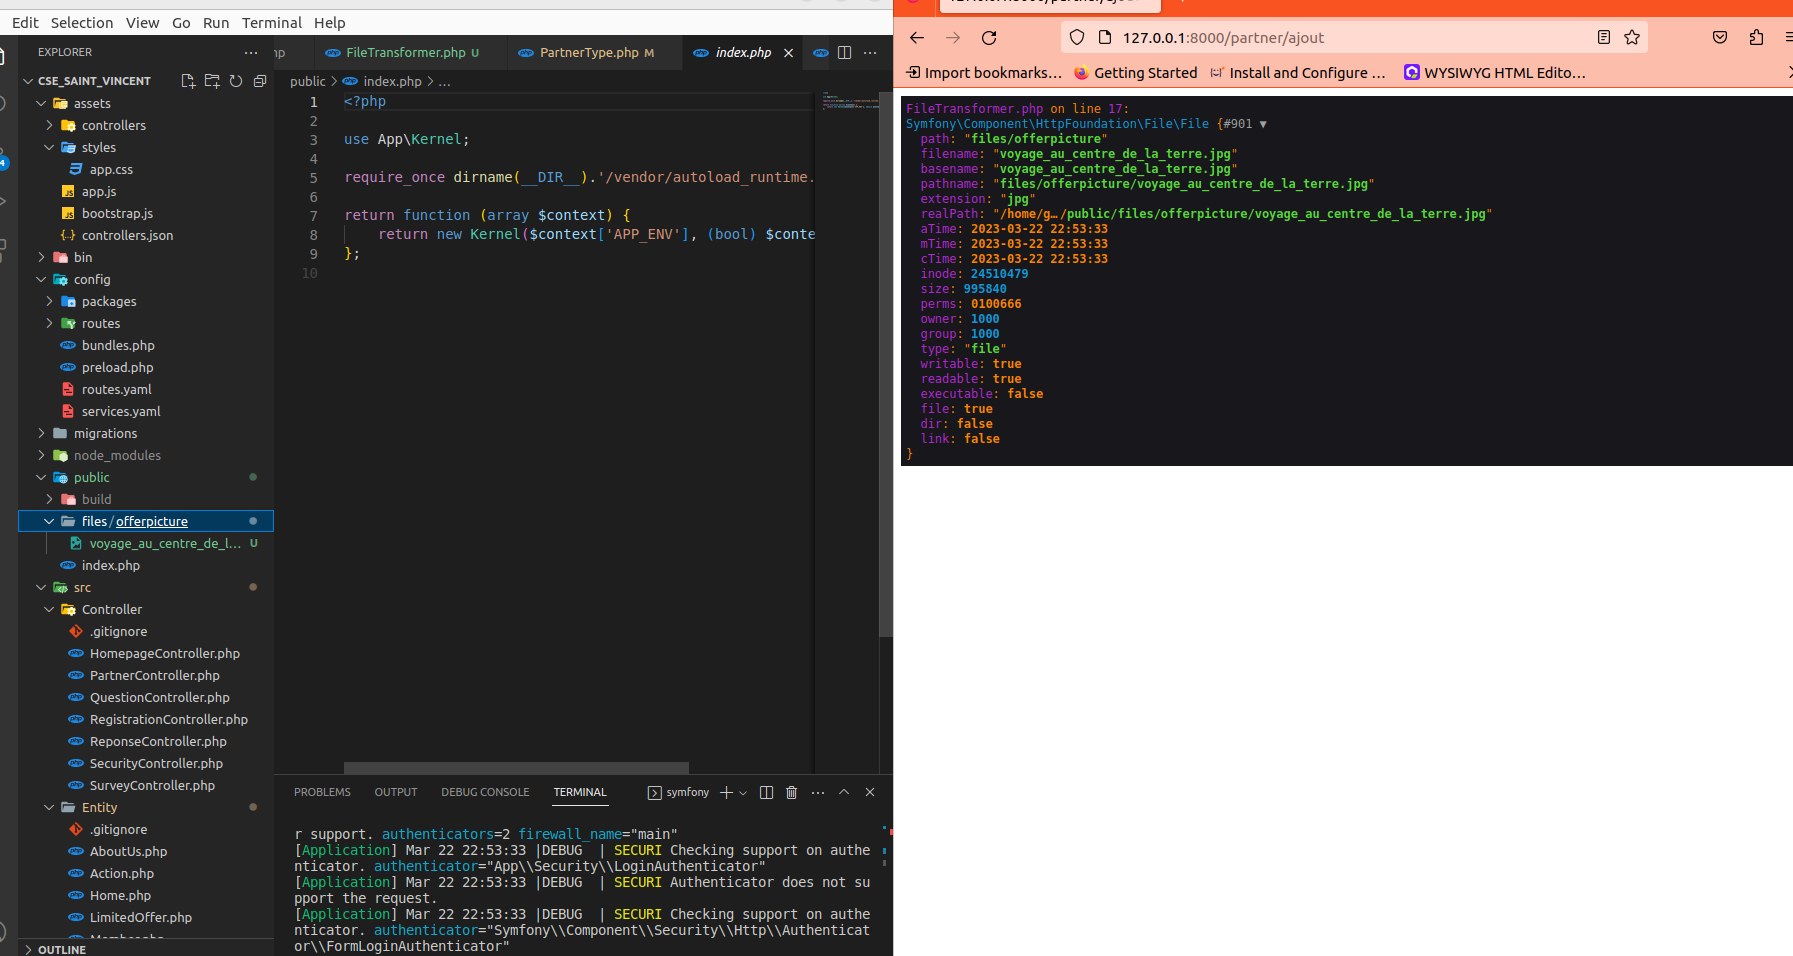 Edit Selection View Go Run Terminal Help
EXPLORER
CSE_SAINT_VINCENT
assets
controllers
styles
app.css
app.js
bootstrap.js
controllers.json
bin
config
packages
routes
bundles.php
preload.php
routes.yaml
services.yaml
migrations
node_modules
public
build
files/offerpicture
voyage_au_centre_de_l... U
index.php
src
Controller
.gitignore
HomepageController.php
PartnerController.php
QuestionController.php
RegistrationController.php
ReponseController.php
SecurityController.php
SurveyController.php
Entity
.gitignore
AboutUs.php
Action.php
Home.php
LimitedOffer.php
OUTLINE
hp FileTransformer.php U PartnerType.php M index.php
public > index.php > ...
1 <?php
2
3 use App\Kernel;
4
5 require_once dirname(__DIR__).'/vendor/autoload_runtime.
6
7 return function (array $context) {
8 return new Kernel($context['APP_ENV'], (bool) $conte
9 };
10
PROBLEMS OUTPUT DEBUG CONSOLE TERMINAL symfony
r support. authenticators=2 firewall_name="main"
[Application] Mar 22 22:53:33 |DEBUG | SECURI Checking support on authe
nticator. authenticator="App\\Security\\LoginAuthenticator"
[Application] Mar 22 22:53:33 |DEBUG | SECURI Authenticator does not su
pport the request.
[Application] Mar 22 22:53:33 |DEBUG | SECURI Checking support on authe
nticator. authenticator="Symfony\\Component\\Security\\Http\\Authenticat
or\\FormLoginAuthenticator"
127.0.0.1:8000/partner/ajout
Import bookmarks... Getting Started Install and Configure ... WYSIWYG HTML Edito...
FileTransformer.php on line 17:
Symfony\Component\HttpFoundation\File\File {#901 ▼
path: "files/offerpicture"
filename: "voyage_au_centre_de_la_terre.jpg"
basename: "voyage_au_centre_de_la_terre.jpg"
pathname: "files/offerpicture/voyage_au_centre_de_la_terre.jpg"
extension: "jpg"
realPath: "/home/g…/public/files/offerpicture/voyage_au_centre_de_la_terre.jpg"
aTime: 2023-03-22 22:53:33
mTime: 2023-03-22 22:53:33
cTime: 2023-03-22 22:53:33
inode: 24510479
size: 995840
perms: 0100666
owner: 1000
group: 1000
type: "file"
writable: true
readable: true
executable: false
file: true
dir: false
link: false
}